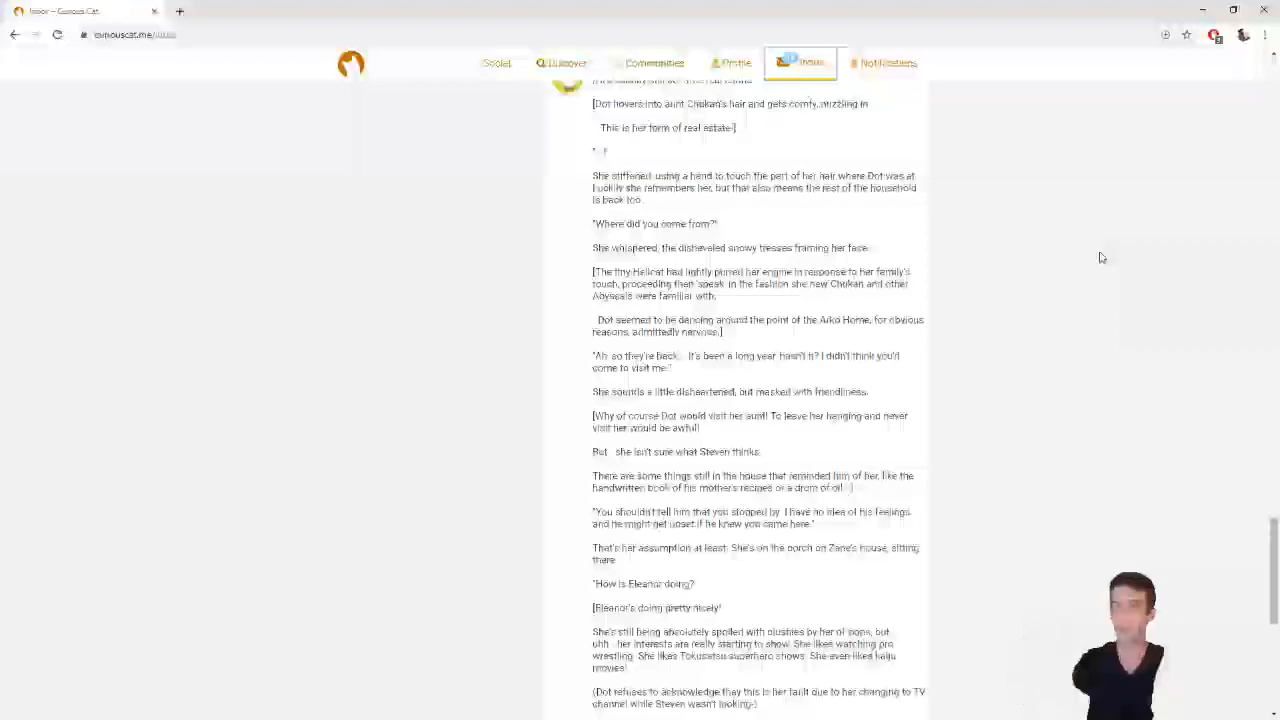 Inbox – Curious Cat
curiouscat.me/inbox
Social Discover Communities Profile Inbox Notifications
[Dot hovers into aunt Chukan's hair and gets comfy, nuzzling in
This is her form of real estate!]
She stiffened, using a hand to touch the part of her hair where Dot was at
Luckily she remembers her, but that also means the rest of the household
is back too.
"Where did you come from?"
She whispered, the disheveled snowy tresses framing her face.
[The tiny Hellcat had lightly purred her engine in response to her family's
touch, proceeding then 'speak' in the fashion she new Chukan and other
Abyssals were familiar with.
Dot seemed to be dancing around the point of the Aiko Home, for obvious
reasons, admittedly nervous.]
"Ah so they're back. It's been a long year hasn't it? I didn't think you'd
come to visit me."
She sounds a little disheartened, but masked with friendliness.
[Why of course Dot would visit her aunt! To leave her hanging and never
visit her would be awful!
But she isn't sure what Steven thinks.
There are some things still in the house that reminded him of her, like the
handwritten book of his mother's recipes or a drum of oil ]
"You shouldn't tell him that you stopped by. I have no idea of his feelings
and he might get upset if he knew you came here."
That's her assumption at least. She's on the porch on Zane's house, sitting
there.
"How is Eleanor doing?
[Eleanor's doing pretty nicely!
She's still being absolutely spoiled with plushies by her ol' pops, but
uhh her interests are really starting to show. She likes watching pro
wrestling. She likes Tokusatsu superhero shows. She even likes kaiju
movies!
(Dot refuses to acknowledge thay this is her fault due to her changing to TV
channel while Steven wasn't looking.)